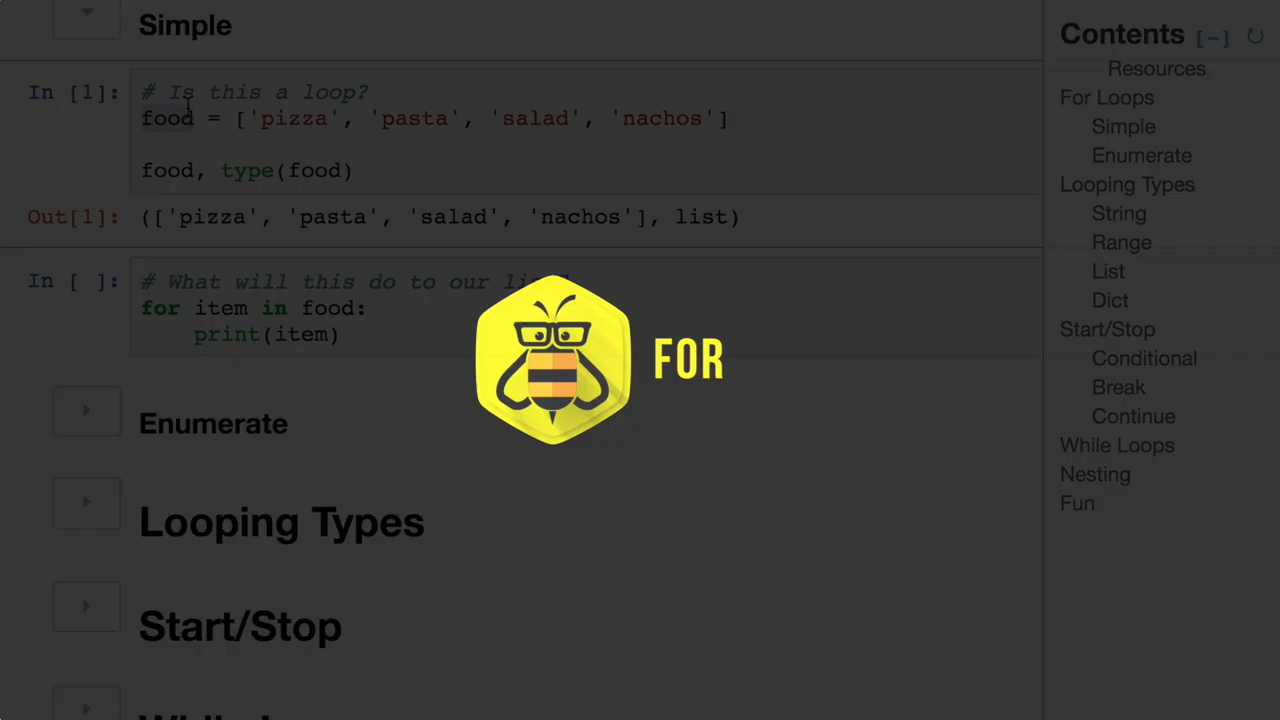 Simple
In [1]: # Is this a loop?
food = ['pizza', 'pasta', 'salad', 'nachos']
food, type(food)
Out[1]: (['pizza', 'pasta', 'salad', 'nachos'], list)
In [ ]: # What will this do to our
for item in food:
print(item)
Enumerate
Looping Types
Start/Stop
FOR
Contents [-] ↻
Resources
For Loops
Simple
Enumerate
Looping Types
String
Range
List
Dict
Start/Stop
Conditional
Break
Continue
While Loops
Nesting
Fun